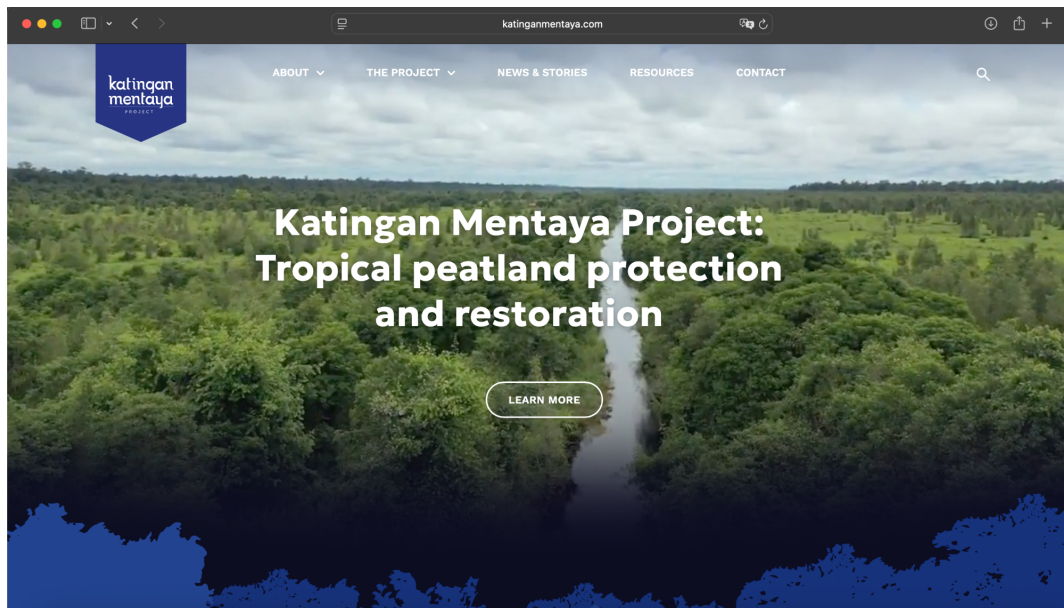 katinganmentaya.com
katingan
mentaya
PROJECT
ABOUT
THE PROJECT
NEWS & STORIES
RESOURCES
CONTACT
Katingan Mentaya Project:
Tropical peatland protection
and restoration
LEARN MORE